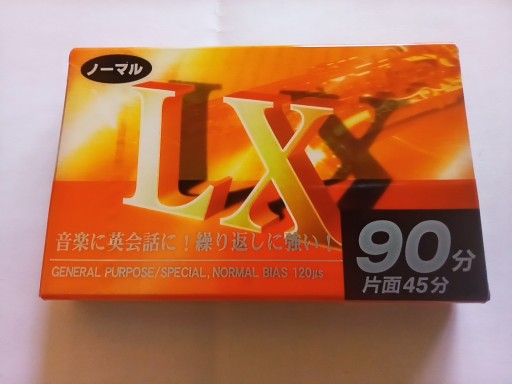 ノーマル
LX
音楽に英会話に!繰り返しに強い!
GENERAL PURPOSE/SPECIAL, NORMAL BIAS 120μs
90分
片面45分